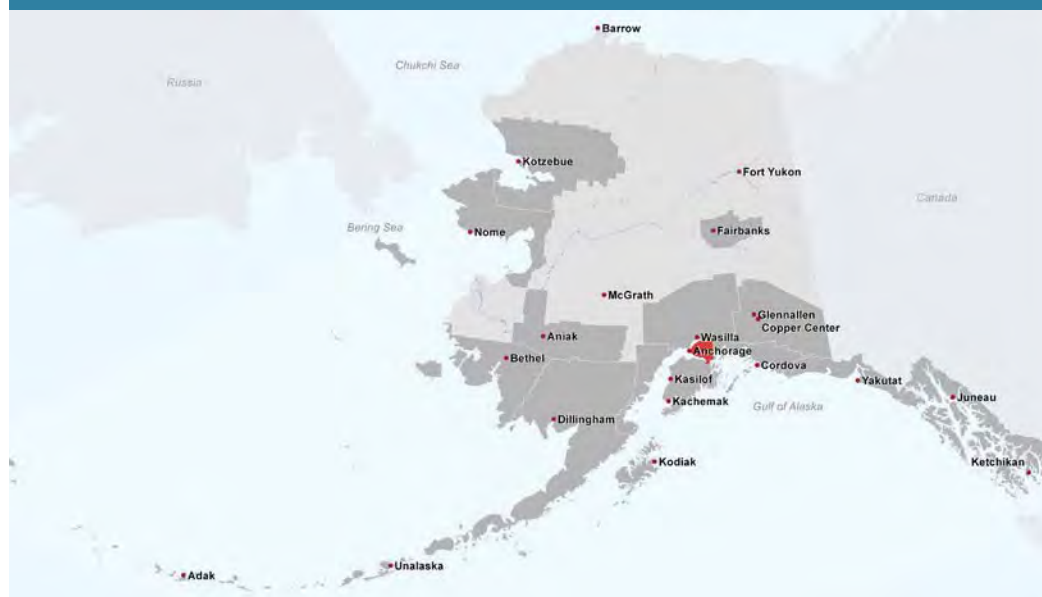 Barrow
Chukchi Sea
Russia
Kotzebue
Fort Yukon
Canada
Bering Sea
Nome
Fairbanks
McGrath
Glennallen
Copper Center
Aniak
Wasilla
Anchorage
Bethel
Cordova
Kasilof
Yakutat
Kachemak
Juneau
Gulf of Alaska
Dillingham
Kodiak
Ketchikan
Unalaska
Adak